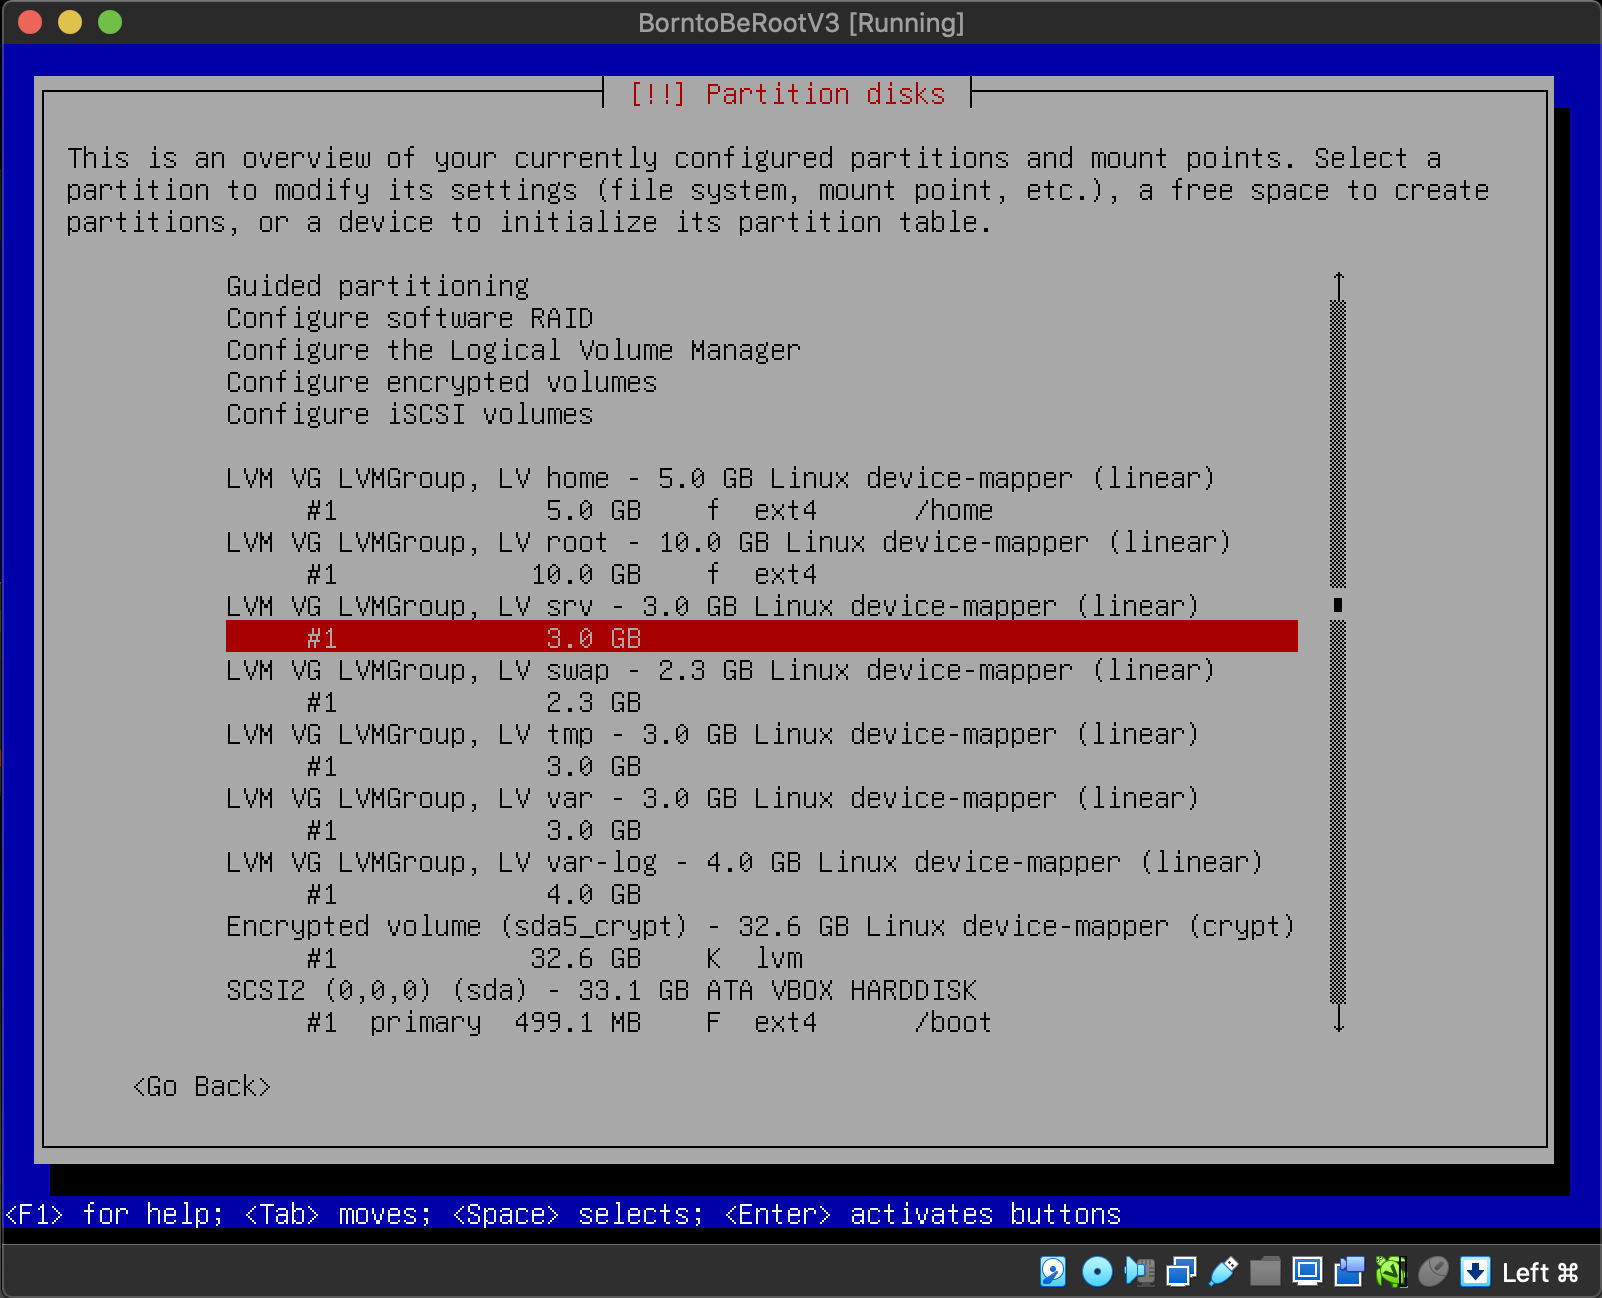 BorntoBeRootV3 [Running]
[!!] Partition disks
This is an overview of your currently configured partitions and mount points. Select a
partition to modify its settings (file system, mount point, etc.), a free space to create
partitions, or a device to initialize its partition table.
Guided partitioning
Configure software RAID
Configure the Logical Volume Manager
Configure encrypted volumes
Configure iSCSI volumes
LVM VG LVMGroup, LV home - 5.0 GB Linux device-mapper (linear)
#1 5.0 GB f ext4 /home
LVM VG LVMGroup, LV root - 10.0 GB Linux device-mapper (linear)
#1 10.0 GB f ext4
LVM VG LVMGroup, LV srv - 3.0 GB Linux device-mapper (linear)
#1 3.0 GB
LVM VG LVMGroup, LV swap - 2.3 GB Linux device-mapper (linear)
#1 2.3 GB
LVM VG LVMGroup, LV tmp - 3.0 GB Linux device-mapper (linear)
#1 3.0 GB
LVM VG LVMGroup, LV var - 3.0 GB Linux device-mapper (linear)
#1 3.0 GB
LVM VG LVMGroup, LV var-log - 4.0 GB Linux device-mapper (linear)
#1 4.0 GB
Encrypted volume (sda5_crypt) - 32.6 GB Linux device-mapper (crypt)
#1 32.6 GB K lvm
SCSI2 (0,0,0) (sda) - 33.1 GB ATA VBOX HARDDISK
#1 primary 499.1 MB F ext4 /boot
<Go Back>
<F1> for help; <Tab> moves; <Space> selects; <Enter> activates buttons
Left ⌘